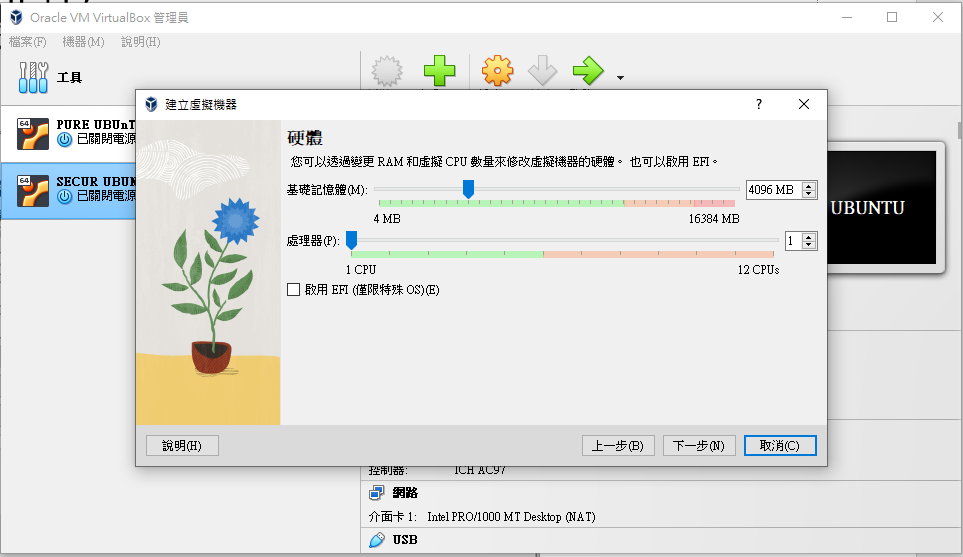 Oracle VM VirtualBox 管理員
檔案(F) 機器(M) 說明(H)
工具
64
PURE UBUnT
已關閉電源
64
SECUR UBUN
已關閉電源
建立虛擬機器
?
硬體
您可以透過變更 RAM 和虛擬 CPU 數量來修改虛擬機器的硬體。 也可以啟用 EFI。
基礎記憶體(M):
4096 MB
4 MB 16384 MB
處理器(P):
1
1 CPU 12 CPUs
啟用 EFI (僅限特殊 OS)(E)
說明(H) 上一步(B) 下一步(N) 取消(C)
UBUNTU
控制器: ICH AC97
網路
介面卡 1: Intel PRO/1000 MT Desktop (NAT)
USB